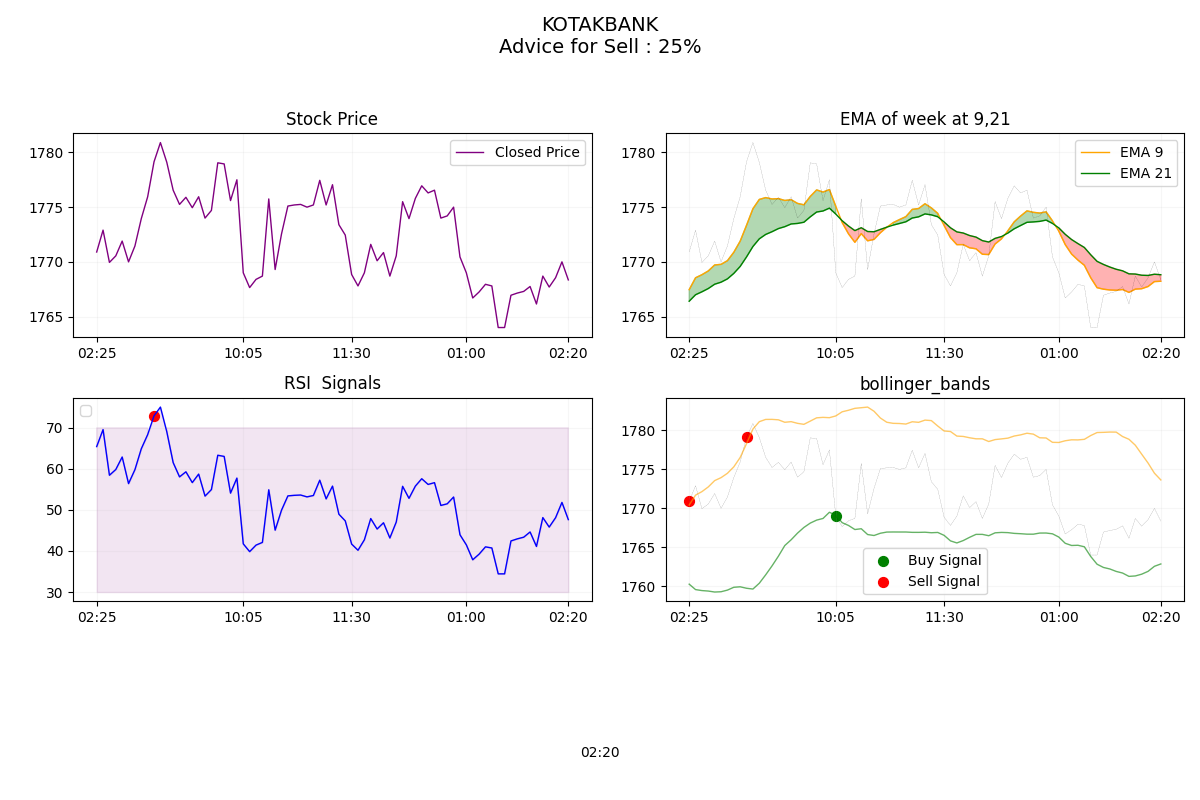 KOTAKBANK
Advice for Sell : 25%
Stock Price
1780
1775
1770
1765
Closed Price
02:25 10:05 11:30 01:00 02:20
EMA of week at 9,21
1780
1775
1770
1765
EMA 9
EMA 21
02:25 10:05 11:30 01:00 02:20
RSI  Signals
70
60
50
40
30
02:25 10:05 11:30 01:00 02:20
bollinger_bands
1780
1775
1770
1765
1760
Buy Signal
Sell Signal
02:25 10:05 11:30 01:00 02:20
02:20